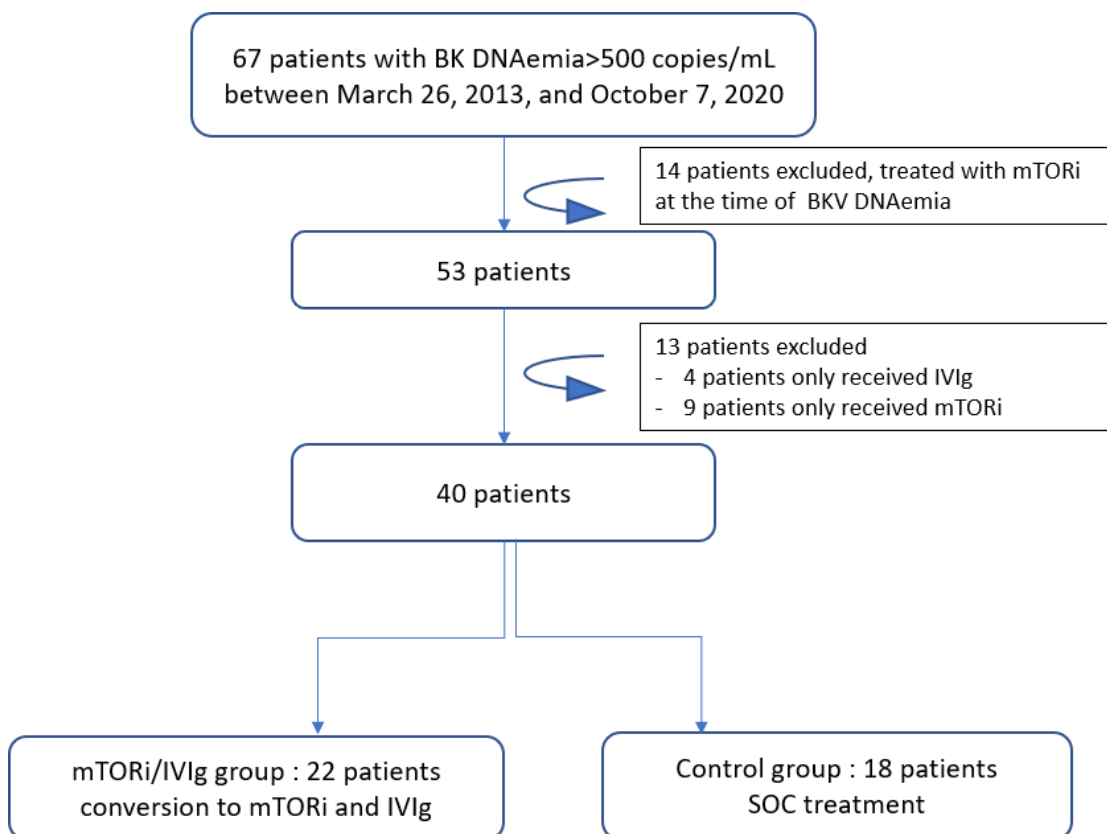 67 patients with BK DNAemia>500 copies/mL
between March 26, 2013, and October 7, 2020
14 patients excluded, treated with mTORi
at the time of BKV DNAemia
53 patients
13 patients excluded
- 4 patients only received IVIg
- 9 patients only received mTORi
40 patients
mTORi/IVIg group : 22 patients
conversion to mTORi and IVIg
Control group : 18 patients
SOC treatment